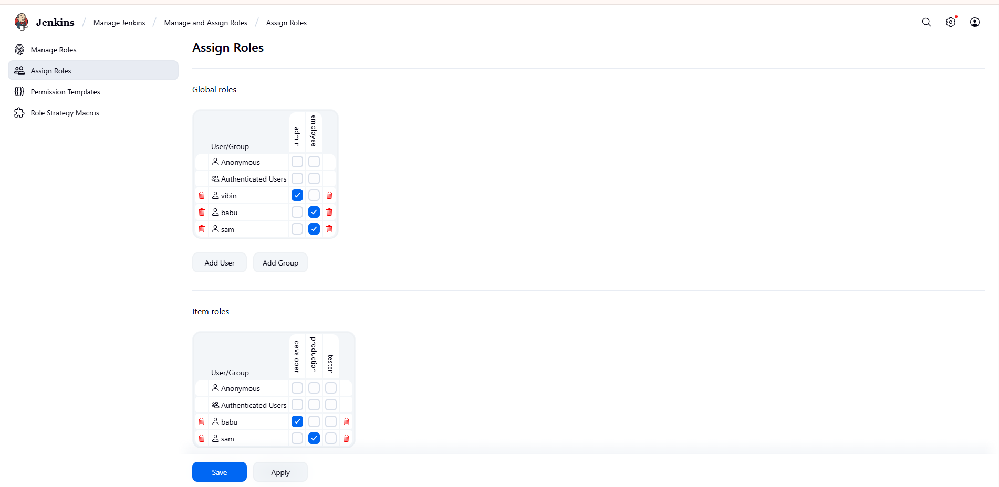 Jenkins / Manage Jenkins / Manage and Assign Roles / Assign Roles
Manage Roles
Assign Roles
Permission Templates
Role Strategy Macros
Assign Roles
Global roles
User/Group admin employee
Anonymous
Authenticated Users
vibin
babu
sam
Add User Add Group
Item roles
User/Group developer production tester
Anonymous
Authenticated Users
babu
sam
Save Apply